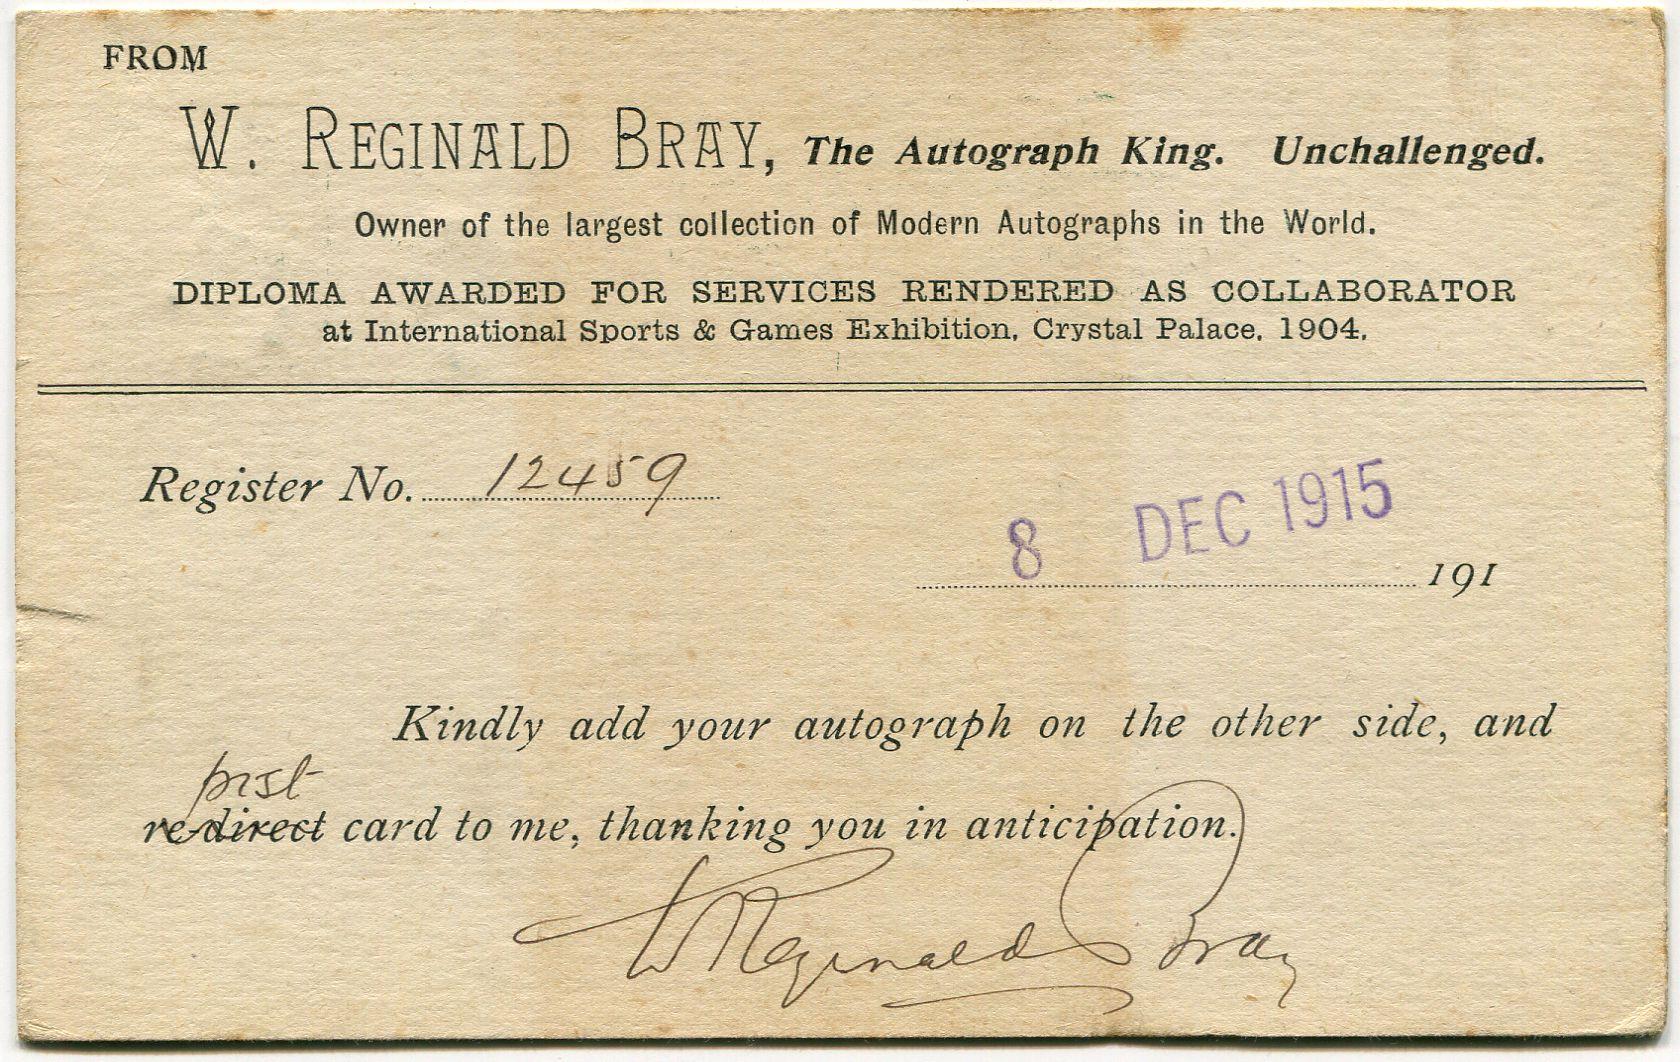 FROM
W. REGINALD BRAY, The Autograph King. Unchallenged.
Owner of the largest collection of Modern Autographs in the World.
DIPLOMA AWARDED FOR SERVICES RENDERED AS COLLABORATOR
at International Sports & Games Exhibition, Crystal Palace, 1904.
Register No. 12459
8 DEC 1915
191
Kindly add your autograph on the other side, and
post
re-direct card to me, thanking you in anticipation.
W Reginald Bray